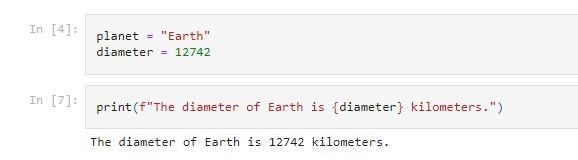 In [4]:
planet = "Earth"
diameter = 12742
In [7]:
print(f"The diameter of Earth is {diameter} kilometers.")
The diameter of Earth is 12742 kilometers.